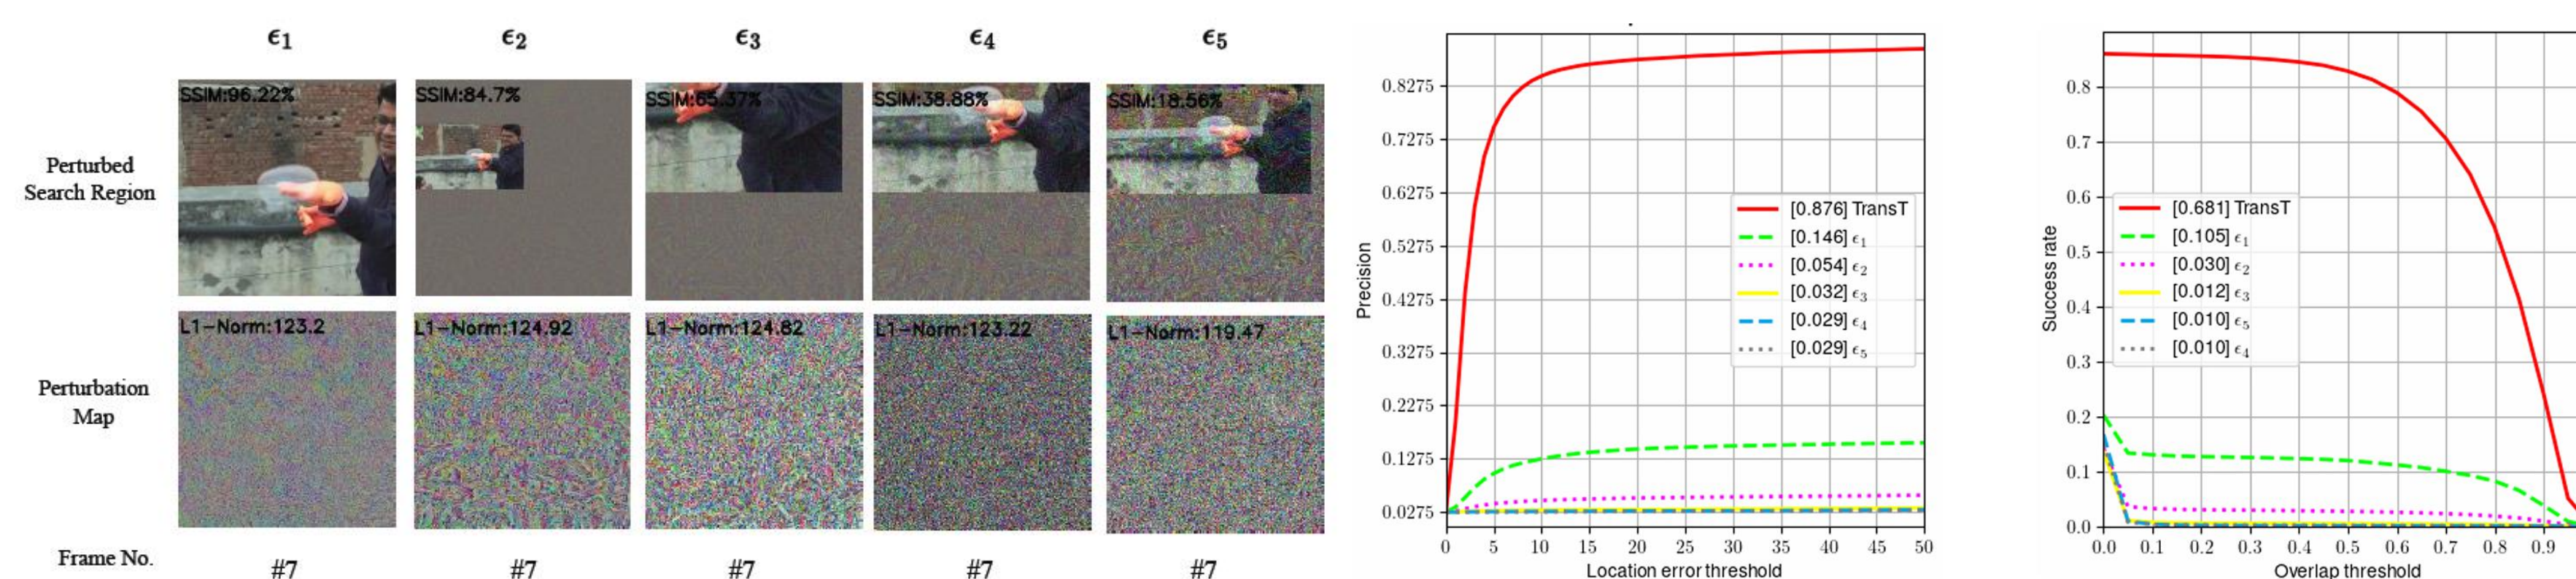 ϵ1 ϵ2 ϵ3 ϵ4 ϵ5
Perturbed
Search Region
SSIM:96.22% SSIM:84.7% SSIM:65.37% SSIM:38.88% SSIM:18.56%
Perturbation
Map
L1-Norm:123.2 L1-Norm:124.92 L1-Norm:124.82 L1-Norm:123.22 L1-Norm:119.47
Frame No.
#7 #7 #7 #7 #7
Precision
0.8275
0.7275
0.6275
0.5275
0.4275
0.3275
0.2275
0.1275
0.0275
[0.876] TransT
[0.146] ϵ1
[0.054] ϵ2
[0.032] ϵ3
[0.029] ϵ4
[0.029] ϵ5
0 5 10 15 20 25 30 35 40 45 50
Location error threshold
Success rate
0.8
0.7
0.6
0.5
0.4
0.3
0.2
0.1
0.0
[0.681] TransT
[0.105] ϵ1
[0.030] ϵ2
[0.012] ϵ3
[0.010] ϵ5
[0.010] ϵ4
0.0 0.1 0.2 0.3 0.4 0.5 0.6 0.7 0.8 0.9
Overlap threshold